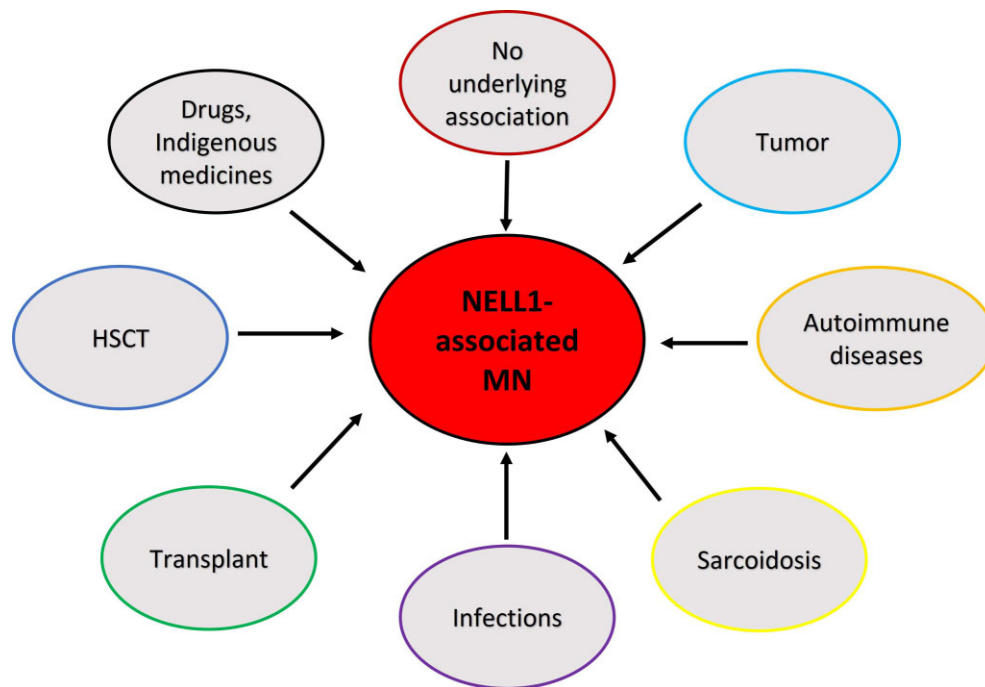 No
underlying
association
Drugs,
Indigenous
medicines
Tumor
HSCT
NELL1-
associated
MN
Autoimmune
diseases
Transplant
Infections
Sarcoidosis